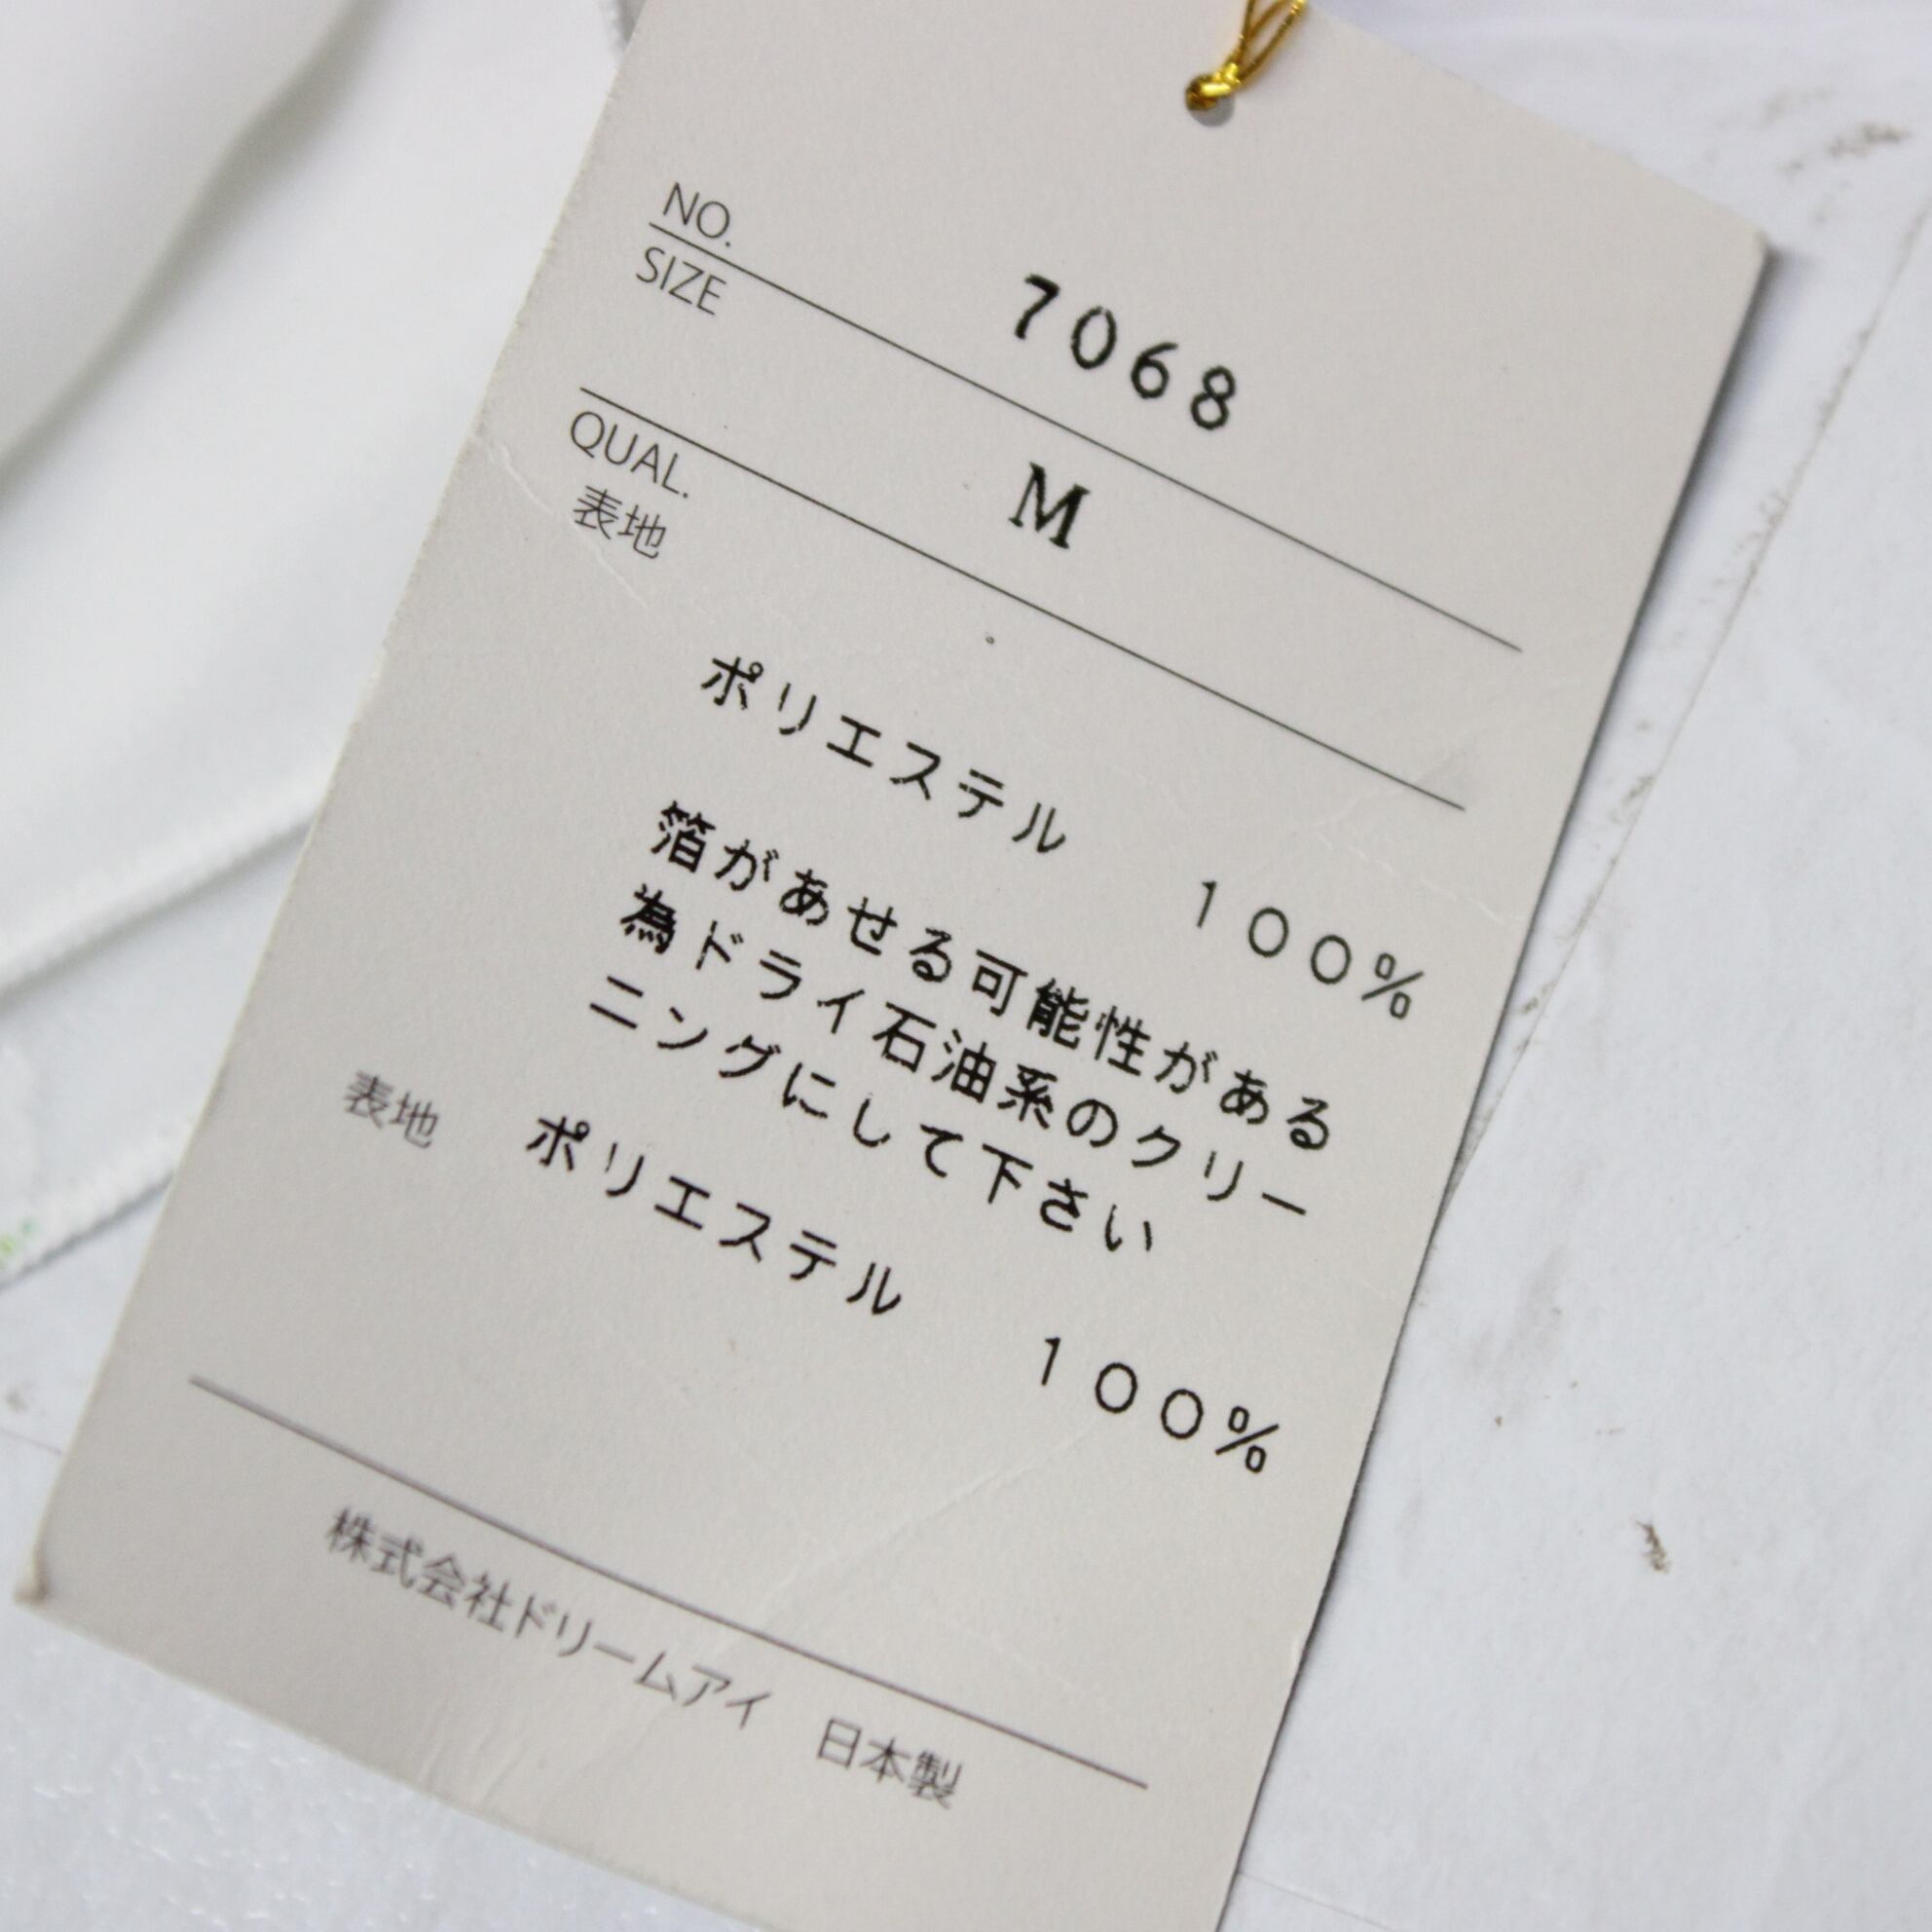 NO.
7068
SIZE
M
QUAL.
表地
ポリエステル 100%
箔があせる可能性がある
為ドライ石油系のクリー
ニングにして下さい
表地 ポリエステル 100%
株式会社ドリームアイ 日本製